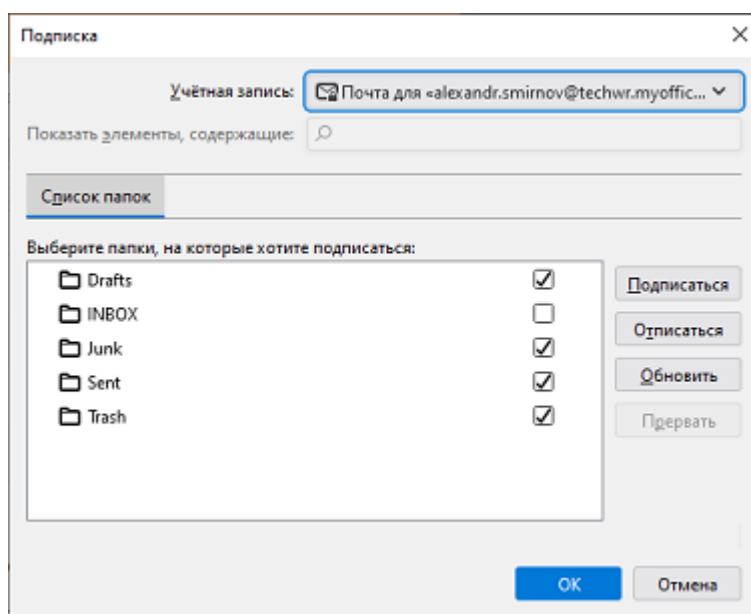 Подписка
Учётная запись: Почта для «alexandr.smirnov@techwr.myoffic...
Показать элементы, содержащие:
Список папок
Выберите папки, на которые хотите подписаться:
Drafts
INBOX
Junk
Sent
Trash
Подписаться
Отписаться
Обновить
Прервать
ОК
Отмена